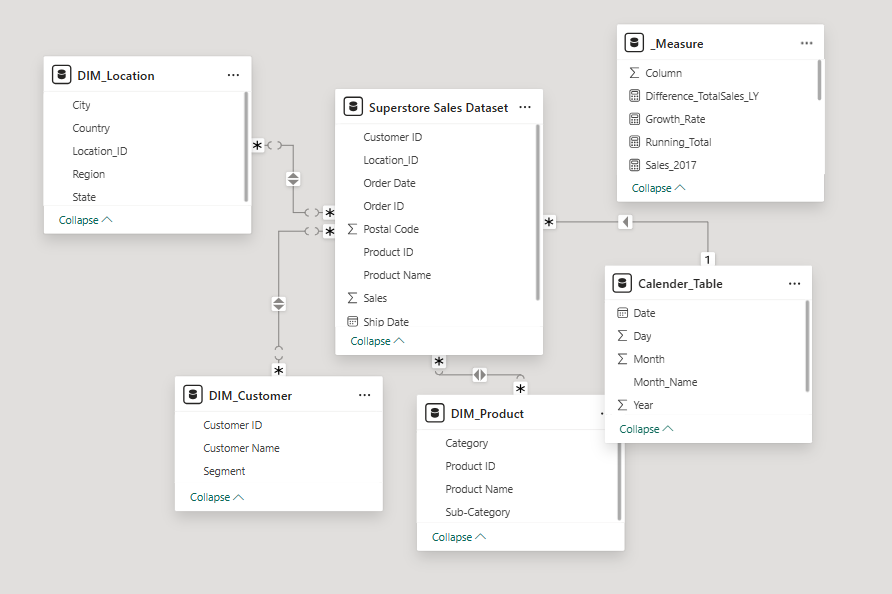 DIM_Location
City
Country
Location_ID
Region
State
Collapse
Superstore Sales Dataset
Customer ID
Location_ID
Order Date
Order ID
Postal Code
Product ID
Product Name
Sales
Ship Date
Collapse
_Measure
Column
Difference_TotalSales_LY
Growth_Rate
Running_Total
Sales_2017
Collapse
*
*
*
*
1
Calender_Table
Date
Day
Month
Month_Name
Year
Collapse
*
*
*
DIM_Customer
Customer ID
Customer Name
Segment
Collapse
DIM_Product
Category
Product ID
Product Name
Sub-Category
Collapse